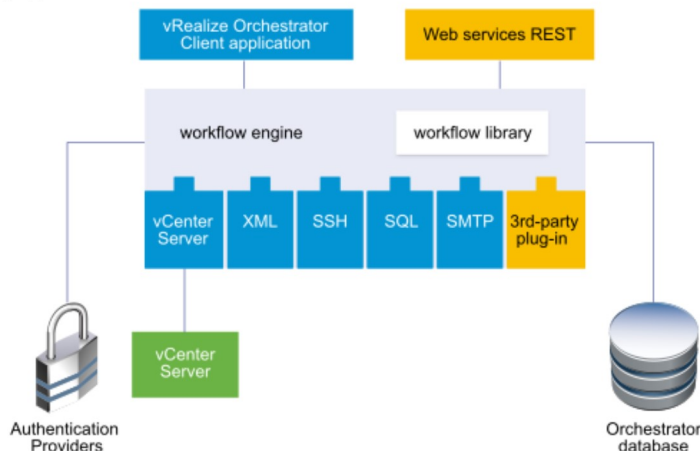 vRealize Orchestrator
Client application
Web services REST
workflow engine
workflow library
vCenter
Server
XML
SSH
SQL
SMTP
3rd-party
plug-in
vCenter
Server
Authentication
Providers
Orchestrator
database